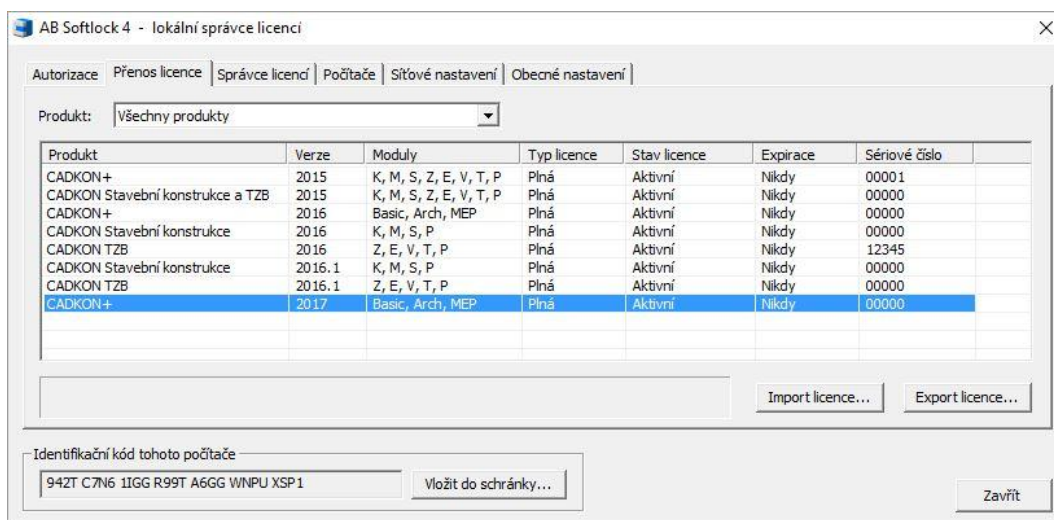 AB Softlock 4 - lokální správce licencí
Autorizace Přenos licence Správce licencí Počítače Síťové nastavení Obecné nastavení
Produkt: Všechny produkty
Produkt Verze Moduly Typ licence Stav licence Expirace Sériové číslo
CADKON+ 2015 K, M, S, Z, E, V, T, P Plná Aktivní Nikdy 00001
CADKON Stavební konstrukce a TZB 2015 K, M, S, Z, E, V, T, P Plná Aktivní Nikdy 00000
CADKON+ 2016 Basic, Arch, MEP Plná Aktivní Nikdy 00000
CADKON Stavební konstrukce 2016 K, M, S, P Plná Aktivní Nikdy 00000
CADKON TZB 2016 Z, E, V, T, P Plná Aktivní Nikdy 12345
CADKON Stavební konstrukce 2016.1 K, M, S, P Plná Aktivní Nikdy 00000
CADKON TZB 2016.1 Z, E, V, T, P Plná Aktivní Nikdy 00000
CADKON+ 2017 Basic, Arch, MEP Plná Aktivní Nikdy 00000
Import licence... Export licence...
Identifikační kód tohoto počítače
942T C7N6 1IGG R99T A6GG WNPU XSP1 Vložit do schránky...
Zavřít